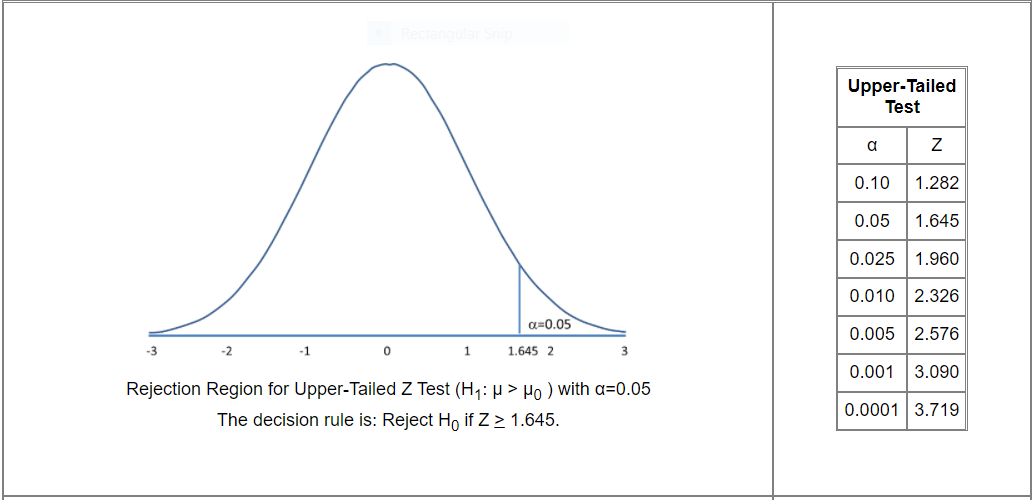 Rectangular Snip
α=0.05
-3 -2 -1 0 1 1.645 2 3
Rejection Region for Upper-Tailed Z Test (H₁: μ > μ₀ ) with α=0.05
The decision rule is: Reject H₀ if Z ≥ 1.645.
Upper-Tailed
Test
α Z
0.10 1.282
0.05 1.645
0.025 1.960
0.010 2.326
0.005 2.576
0.001 3.090
0.0001 3.719